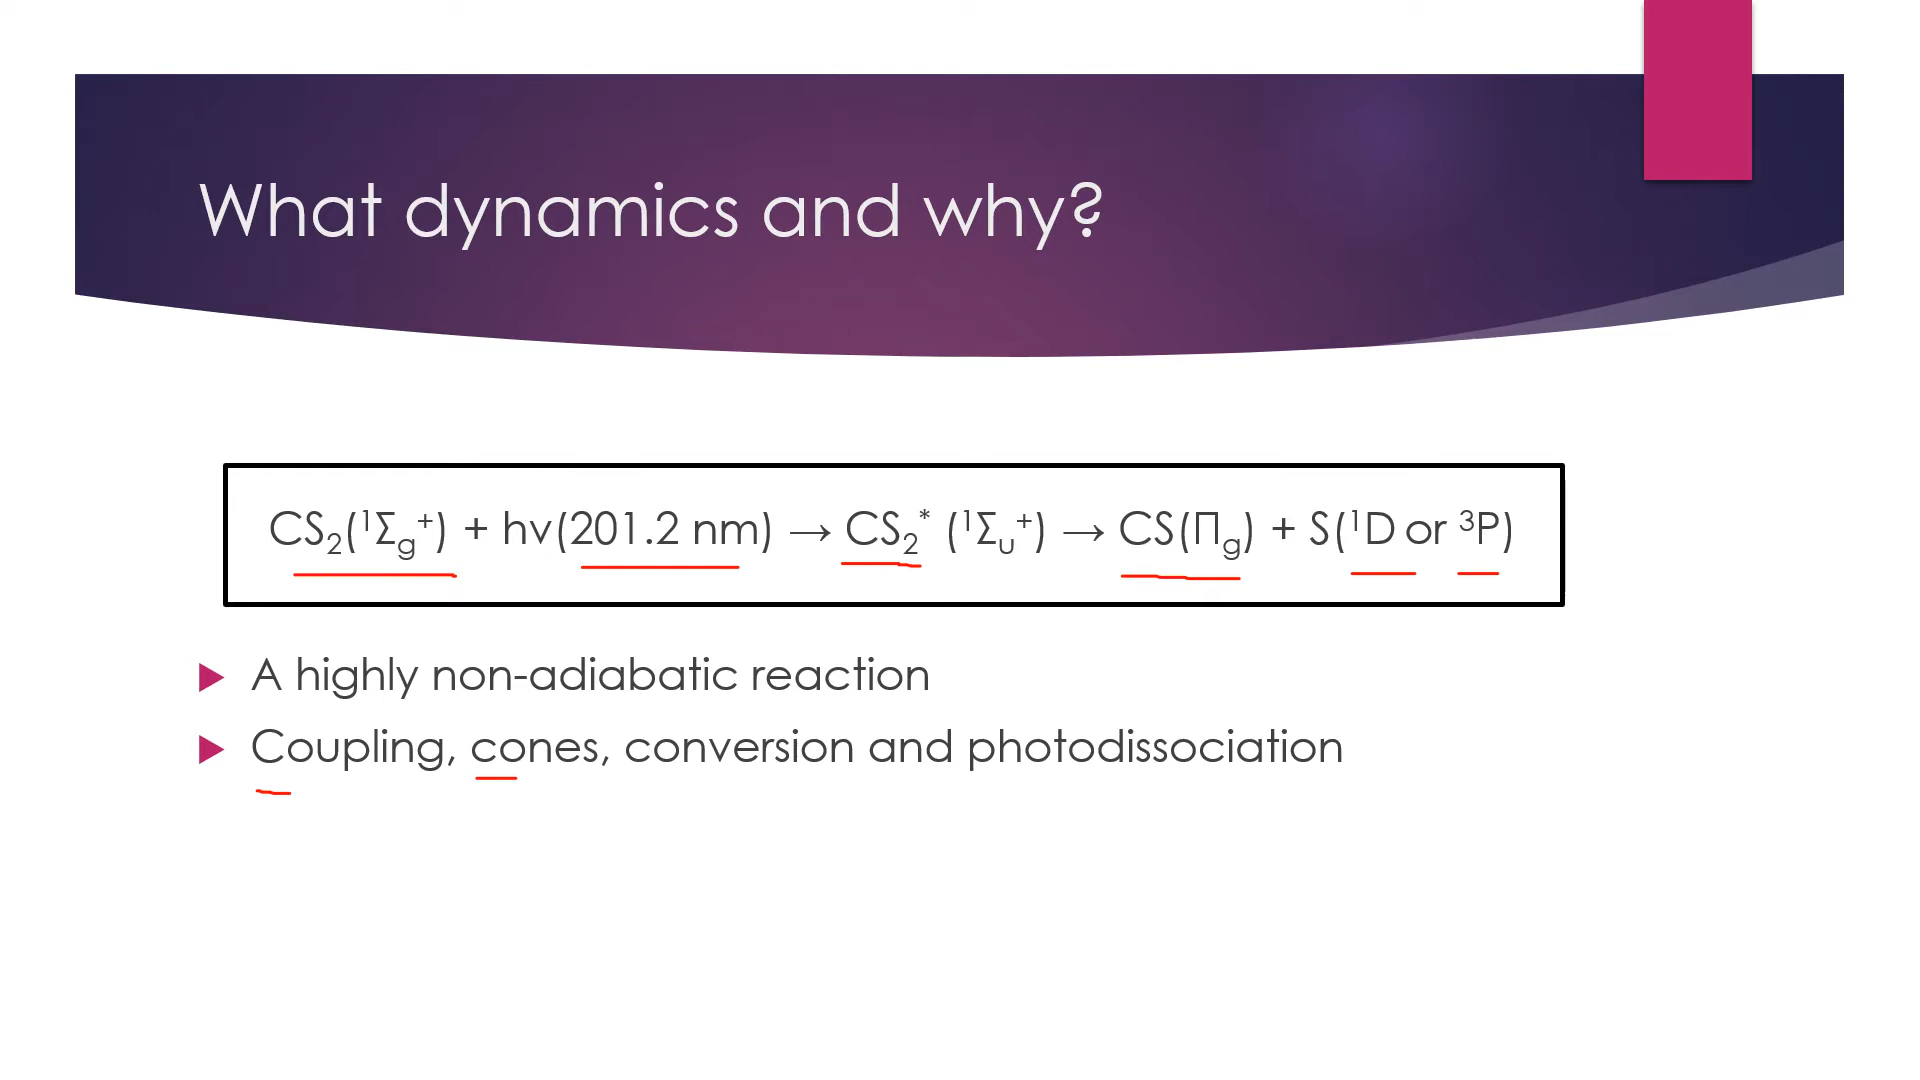 What dynamics and why?
CS₂(¹Σg⁺) + hv(201.2 nm) → CS₂* (¹Σᵤ⁺) → CS(Πg) + S(¹D or ³P)
A highly non-adiabatic reaction
Coupling, cones, conversion and photodissociation